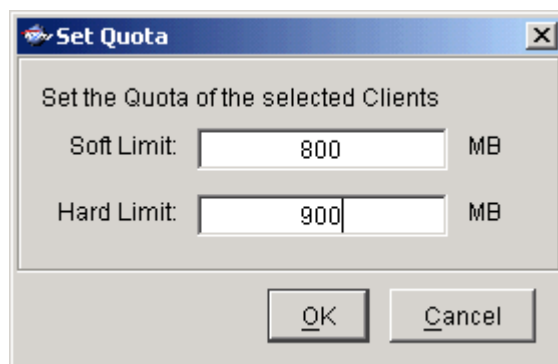 Set Quota
Set the Quota of the selected Clients
Soft Limit: 800 MB
Hard Limit: 900 MB
OK Cancel